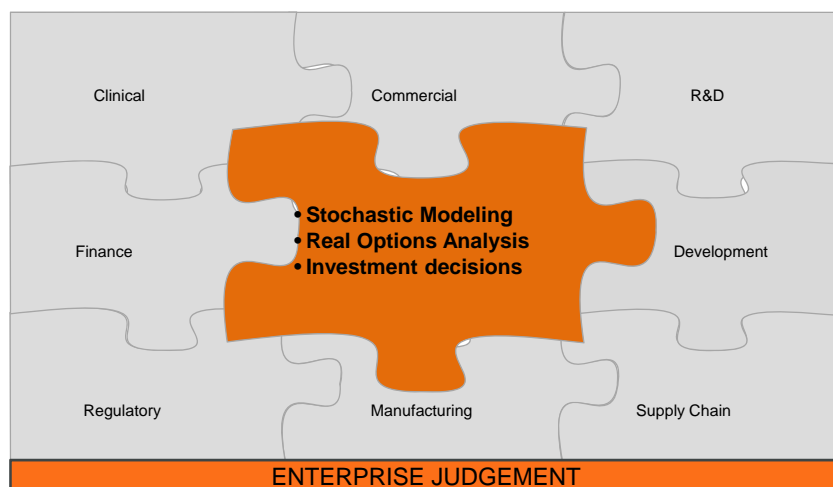 Clinical
Commercial
R&D
Finance
• Stochastic Modeling
• Real Options Analysis
• Investment decisions
Development
Regulatory
Manufacturing
Supply Chain
ENTERPRISE JUDGEMENT